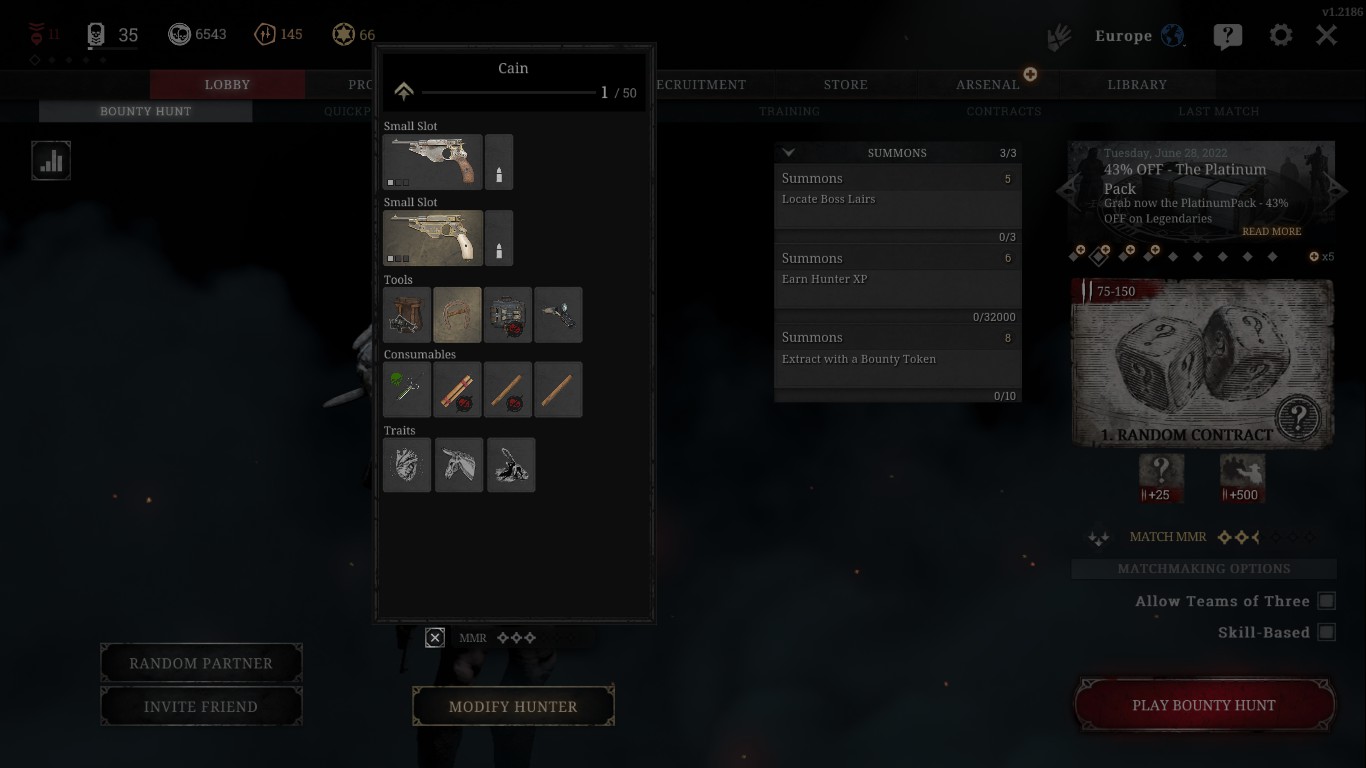 v1.2186
11
35
6543
145
66
Europe
LOBBY
PRO
ECRUITMENT
STORE
ARSENAL
LIBRARY
BOUNTY HUNT
QUICKP
TRAINING
CONTRACTS
LAST MATCH
Cain
1 / 50
Small Slot
Small Slot
Tools
Consumables
Traits
SUMMONS 3/3
Summons 5
Locate Boss Lairs
0/3
Summons 6
Earn Hunter XP
0/32000
Summons 8
Extract with a Bounty Token
0/10
Tuesday, June 28, 2022
43% OFF - The Platinum
Pack
Grab now the PlatinumPack - 43%
OFF on Legendaries
READ MORE
x5
75-150
1. RANDOM CONTRACT
+25
+500
MATCH MMR
MATCHMAKING OPTIONS
Allow Teams of Three
Skill-Based
MMR
RANDOM PARTNER
INVITE FRIEND
MODIFY HUNTER
PLAY BOUNTY HUNT